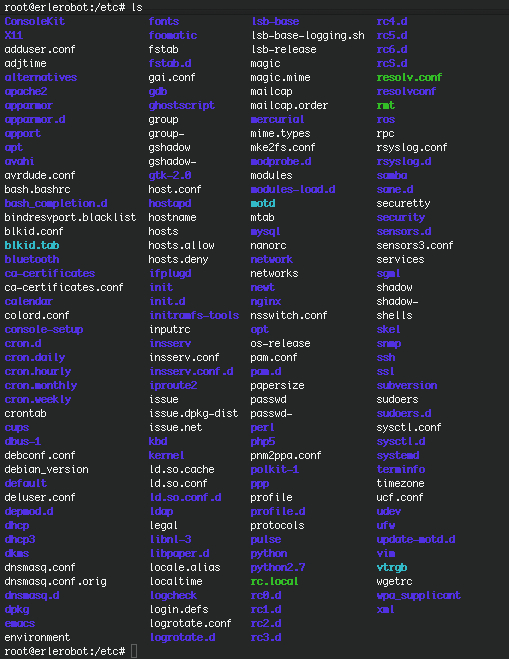 root@erlerobot:/etc# ls
ConsoleKit fonts lsb-base rc4.d
X11 foomatic lsb-base-logging.sh rc5.d
adduser.conf fstab lsb-release rc6.d
adjtime fstab.d magic rcS.d
alternatives gai.conf magic.mime resolv.conf
apache2 gdb mailcap resolvconf
apparmor ghostscript mailcap.order rmt
apparmor.d group mercurial ros
apport group- mime.types rpc
apt gshadow mke2fs.conf rsyslog.conf
avahi gshadow- modprobe.d rsyslog.d
avrdude.conf gtk-2.0 modules samba
bash.bashrc host.conf modules-load.d sane.d
bash_completion.d hostapd motd securetty
bindresvport.blacklist hostname mtab security
blkid.conf hosts mysql sensors.d
blkid.tab hosts.allow nanorc sensors3.conf
bluetooth hosts.deny network services
ca-certificates ifplugd networks sgml
ca-certificates.conf init newt shadow
calendar init.d nginx shadow-
colord.conf initramfs-tools nsswitch.conf shells
console-setup inputrc opt skel
cron.d insserv os-release snmp
cron.daily insserv.conf pam.conf ssh
cron.hourly insserv.conf.d pam.d ssl
cron.monthly iproute2 papersize subversion
cron.weekly issue passwd sudoers
crontab issue.dpkg-dist passwd- sudoers.d
cups issue.net perl sysctl.conf
dbus-1 kbd php5 sysctl.d
debconf.conf kernel pnm2ppa.conf systemd
debian_version ld.so.cache polkit-1 terminfo
default ld.so.conf ppp timezone
deluser.conf ld.so.conf.d profile ucf.conf
depmod.d ldap profile.d udev
dhcp legal protocols ufw
dhcp3 libnl-3 pulse update-motd.d
dkms libpaper.d python vim
dnsmasq.conf locale.alias python2.7 vtrgb
dnsmasq.conf.orig localtime rc.local wgetrc
dnsmasq.d logcheck rc0.d wpa_supplicant
dpkg login.defs rc1.d xml
emacs logrotate.conf rc2.d
environment logrotate.d rc3.d
root@erlerobot:/etc#